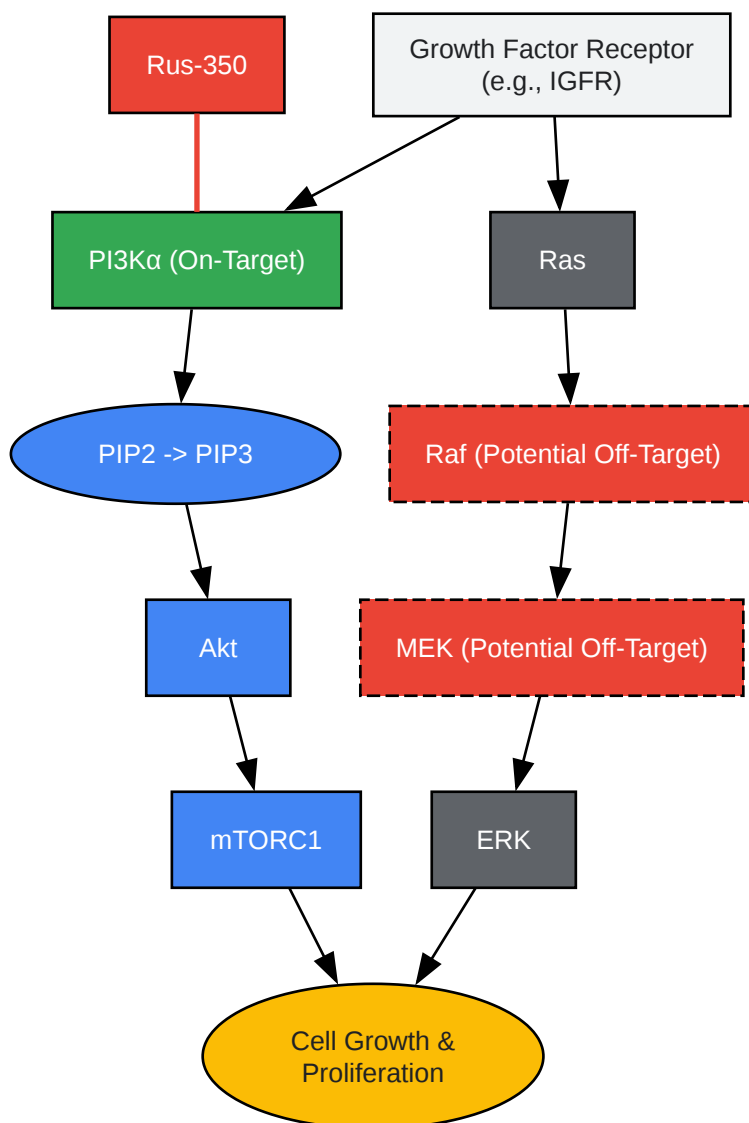 Rus-350
Growth Factor Receptor
(e.g., IGFR)
PI3Kα (On-Target)
Ras
PIP2 -> PIP3
Raf (Potential Off-Target)
Akt
MEK (Potential Off-Target)
mTORC1
ERK
Cell Growth &
Proliferation